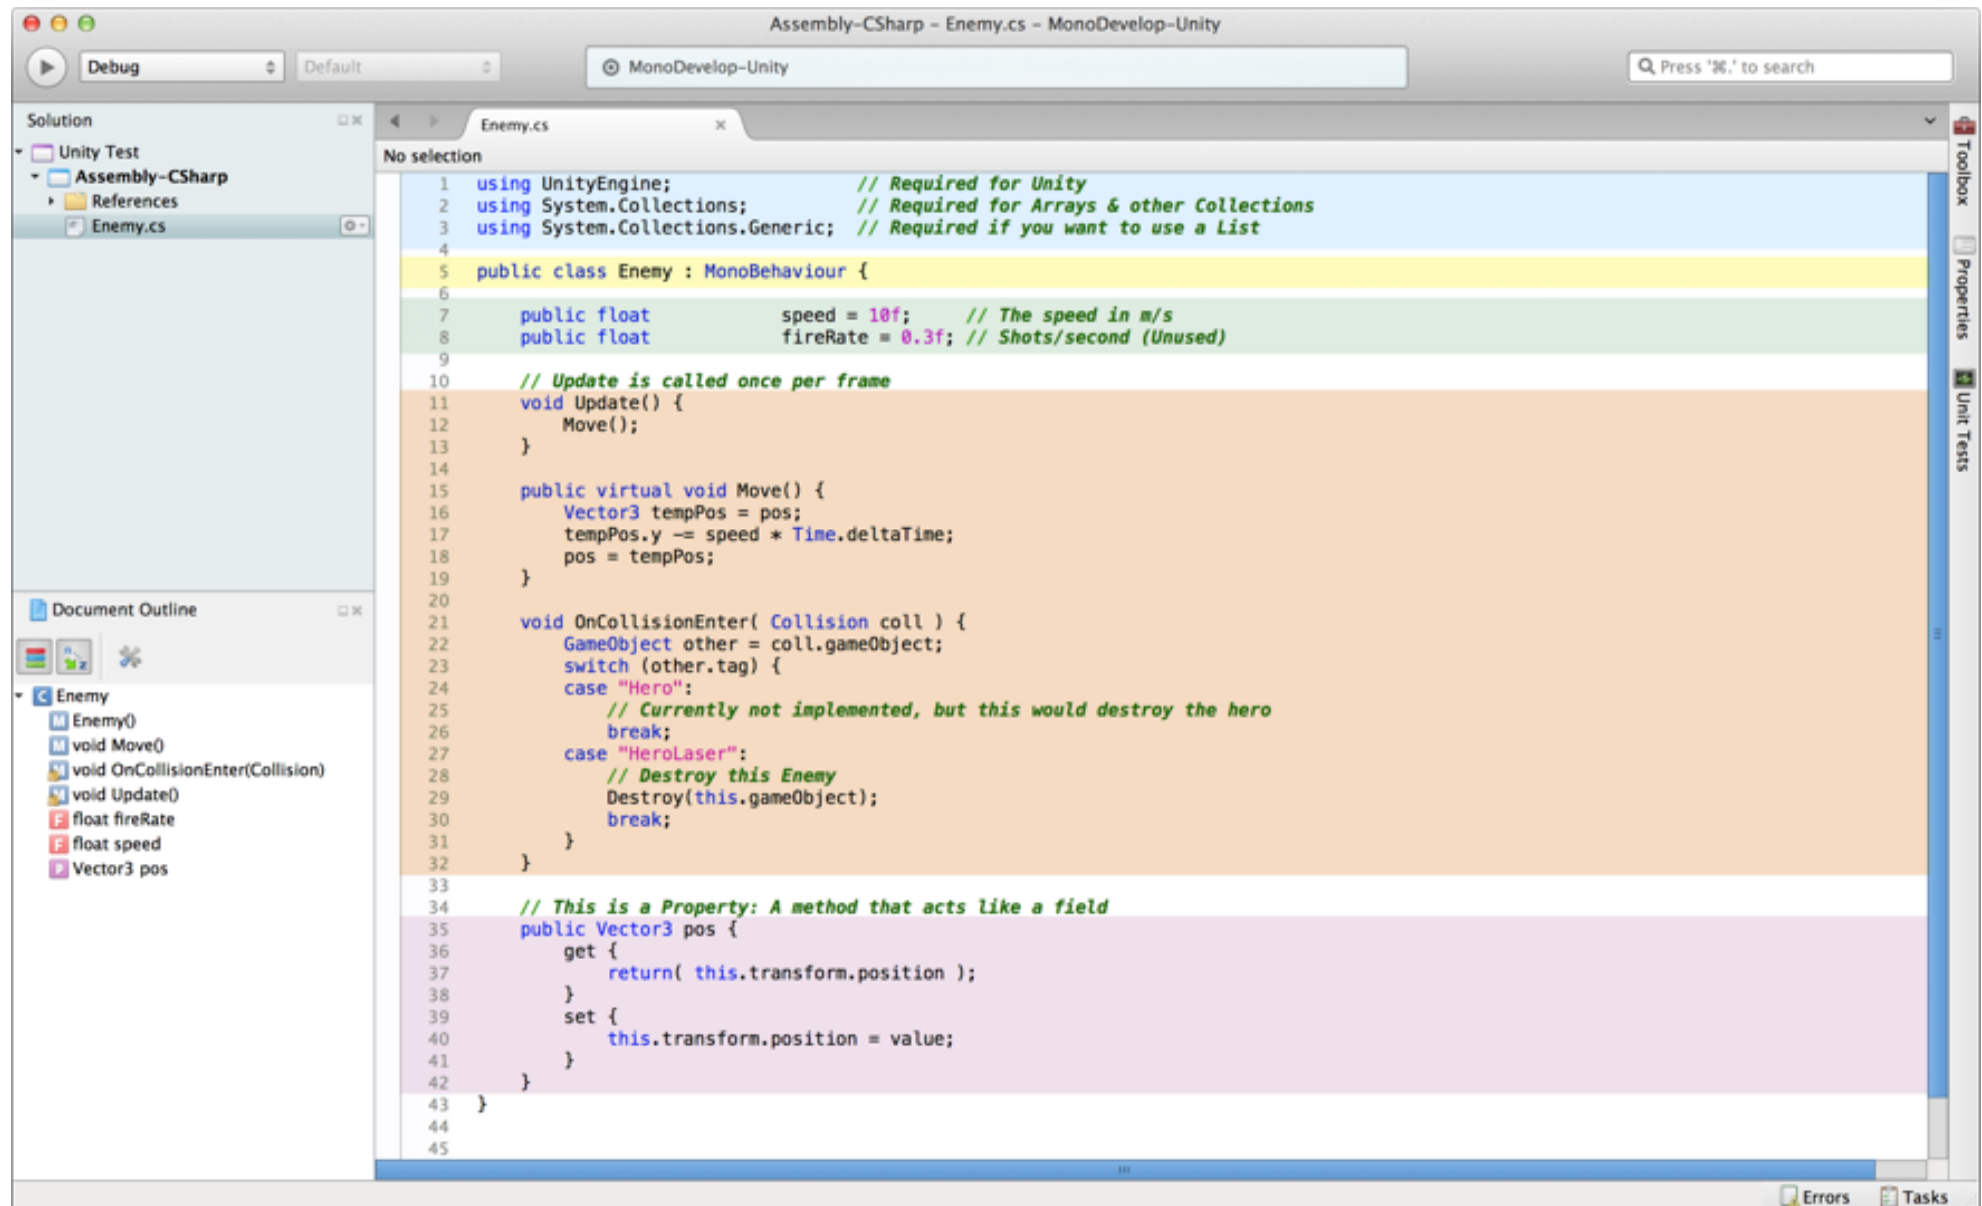 Assembly-CSharp – Enemy.cs – MonoDevelop-Unity
Debug
Default
MonoDevelop-Unity
Press '⌘.' to search
Solution
Unity Test
Assembly-CSharp
References
Enemy.cs
Document Outline
Enemy
Enemy()
void Move()
void OnCollisionEnter(Collision)
void Update()
float fireRate
float speed
Vector3 pos
Enemy.cs
No selection
1 using UnityEngine; // Required for Unity
2 using System.Collections; // Required for Arrays & other Collections
3 using System.Collections.Generic; // Required if you want to use a List
4
5 public class Enemy : MonoBehaviour {
6
7 public float speed = 10f; // The speed in m/s
8 public float fireRate = 0.3f; // Shots/second (Unused)
9
10 // Update is called once per frame
11 void Update() {
12 Move();
13 }
14
15 public virtual void Move() {
16 Vector3 tempPos = pos;
17 tempPos.y -= speed * Time.deltaTime;
18 pos = tempPos;
19 }
20
21 void OnCollisionEnter( Collision coll ) {
22 GameObject other = coll.gameObject;
23 switch (other.tag) {
24 case "Hero":
25 // Currently not implemented, but this would destroy the hero
26 break;
27 case "HeroLaser":
28 // Destroy this Enemy
29 Destroy(this.gameObject);
30 break;
31 }
32 }
33
34 // This is a Property: A method that acts like a field
35 public Vector3 pos {
36 get {
37 return( this.transform.position );
38 }
39 set {
40 this.transform.position = value;
41 }
42 }
43 }
44
45
Toolbox
Properties
Unit Tests
Errors
Tasks